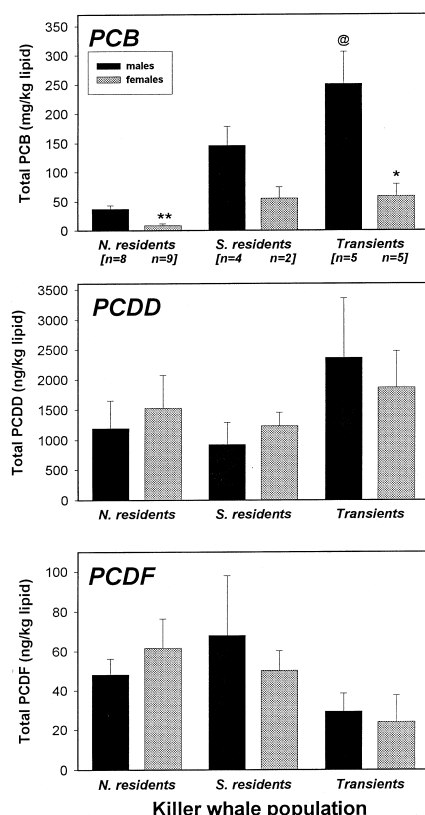 PCB
@
males
females
**
*
Total PCB (mg/kg lipid)
350
300
250
200
150
100
50
0
N. residents S. residents Transients
[n=8 n=9] [n=4 n=2] [n=5 n=5]
PCDD
Total PCDD (ng/kg lipid)
3500
3000
2500
2000
1500
1000
500
0
N. residents S. residents Transients
PCDF
Total PCDF (ng/kg lipid)
100
80
60
40
20
0
N. residents S. residents Transients
Killer whale population